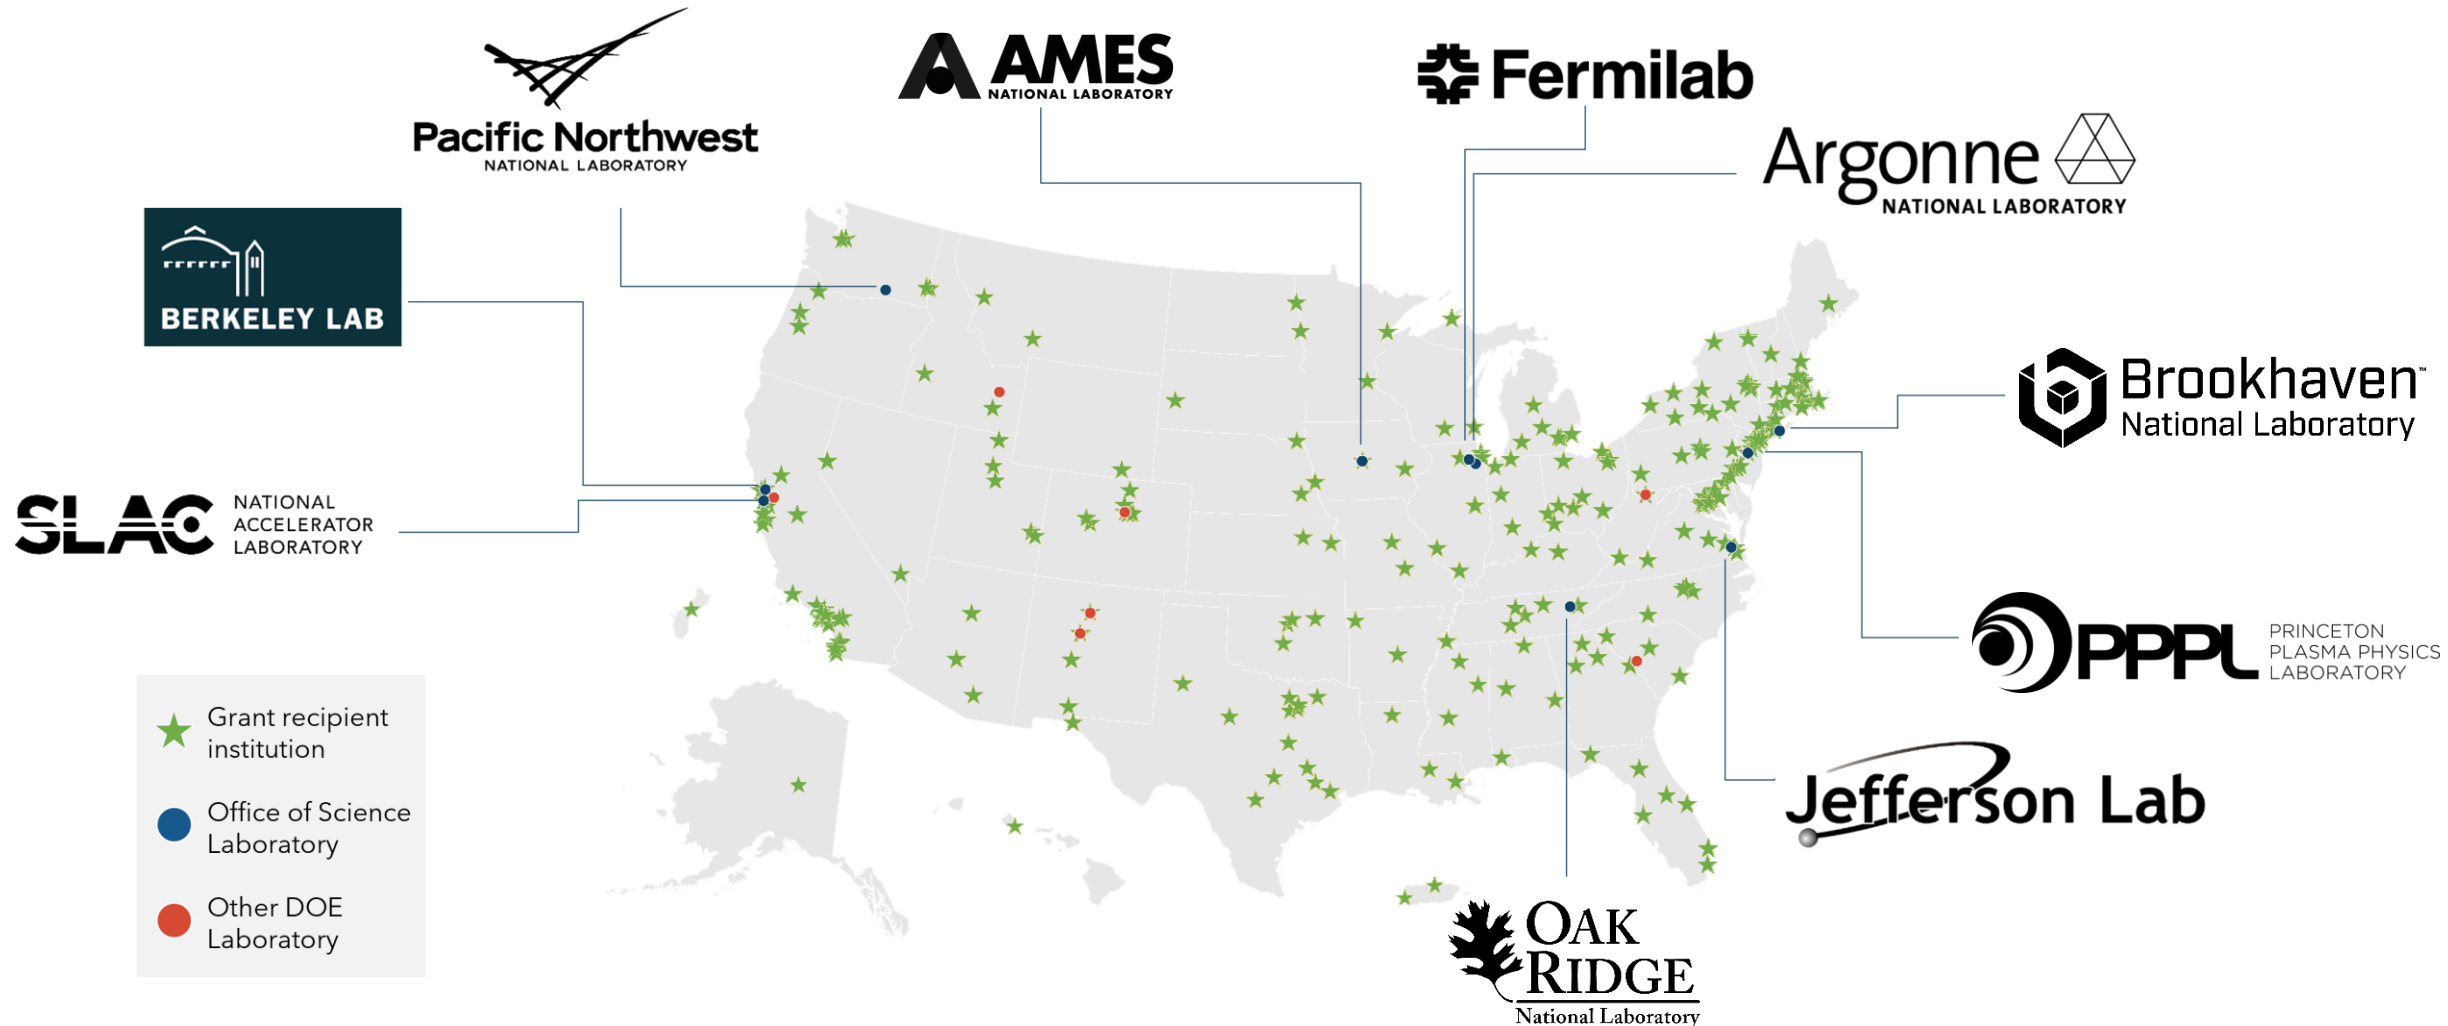 Pacific Northwest
NATIONAL LABORATORY
AMES
NATIONAL LABORATORY
Fermilab
Argonne
NATIONAL LABORATORY
BERKELEY LAB
Brookhaven™
National Laboratory
SLAC
NATIONAL
ACCELERATOR
LABORATORY
PPPL
PRINCETON
PLASMA PHYSICS
LABORATORY
Grant recipient
institution
Office of Science
Laboratory
Other DOE
Laboratory
Jefferson Lab
OAK
RIDGE
National Laboratory